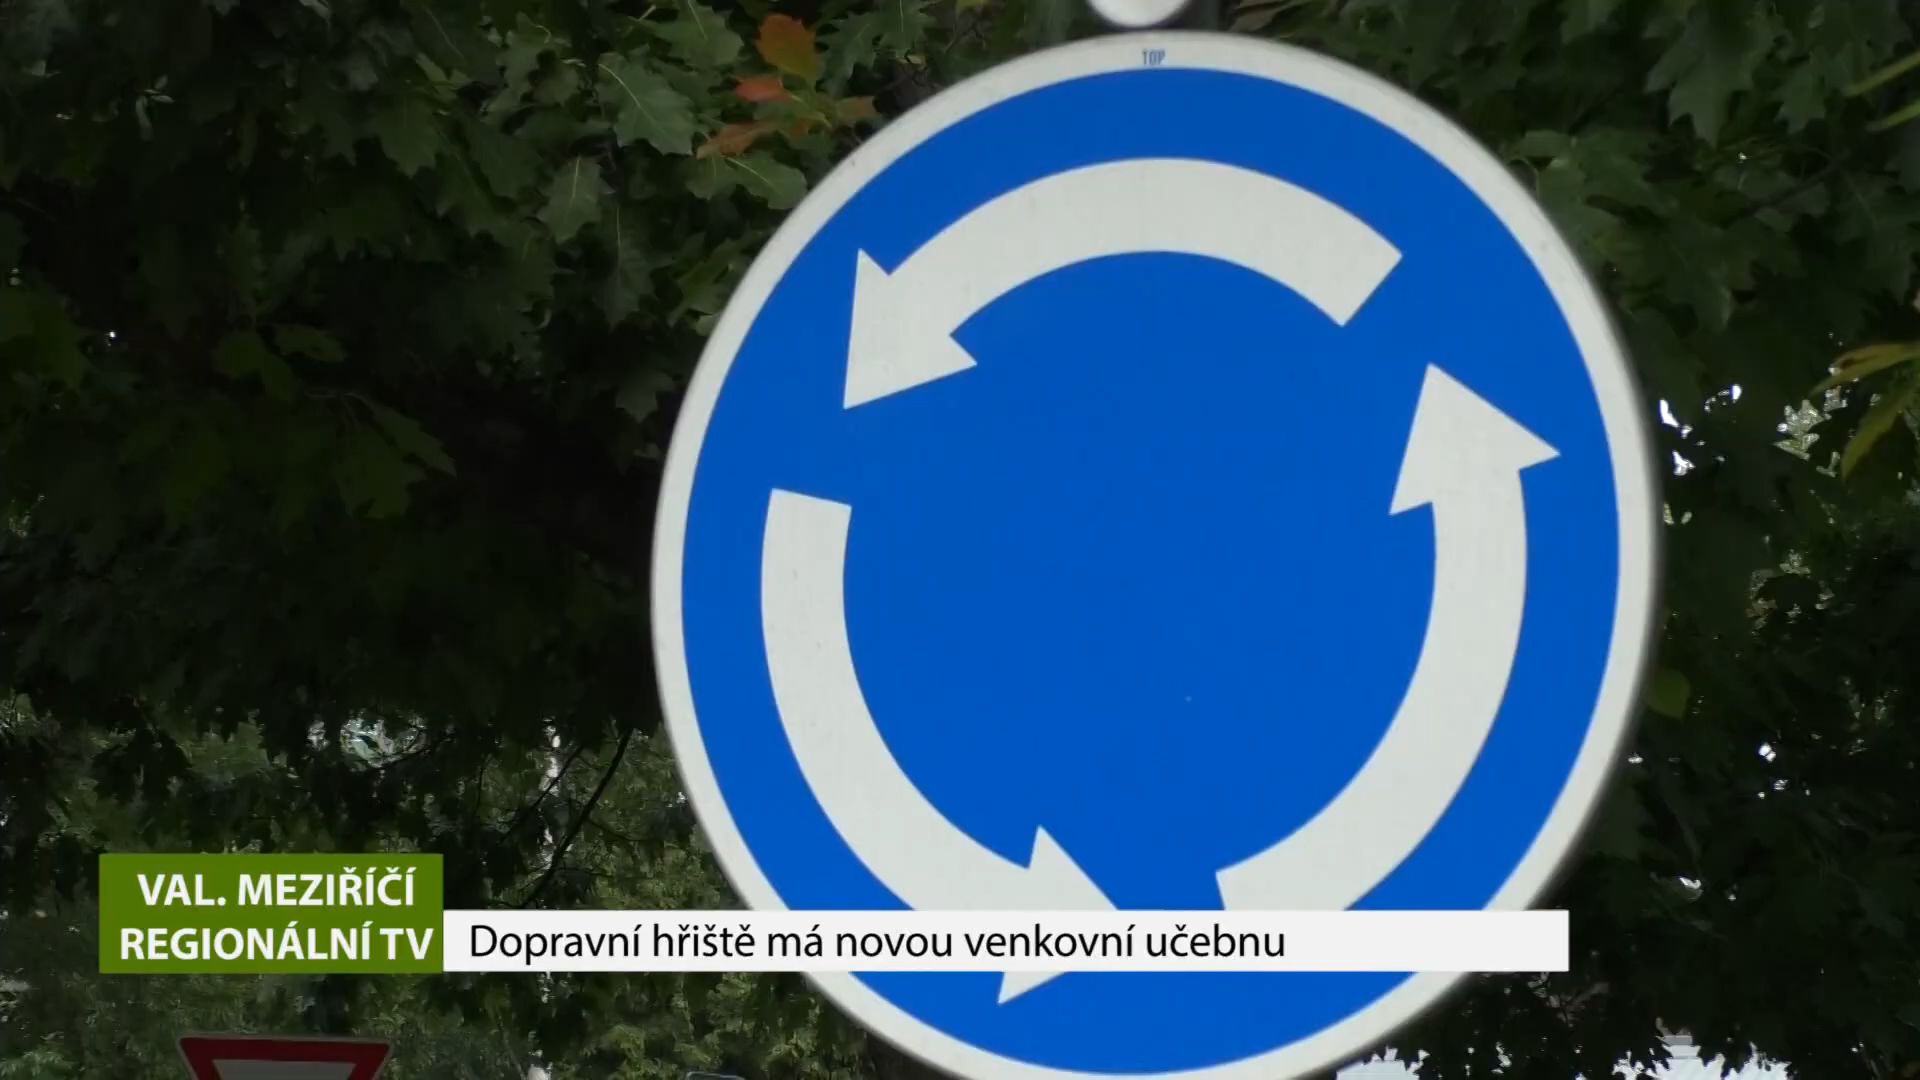 TOP
VAL. MEZIŘÍČÍ
REGIONÁLNÍ TV
Dopravní hřiště má novou venkovní učebnu